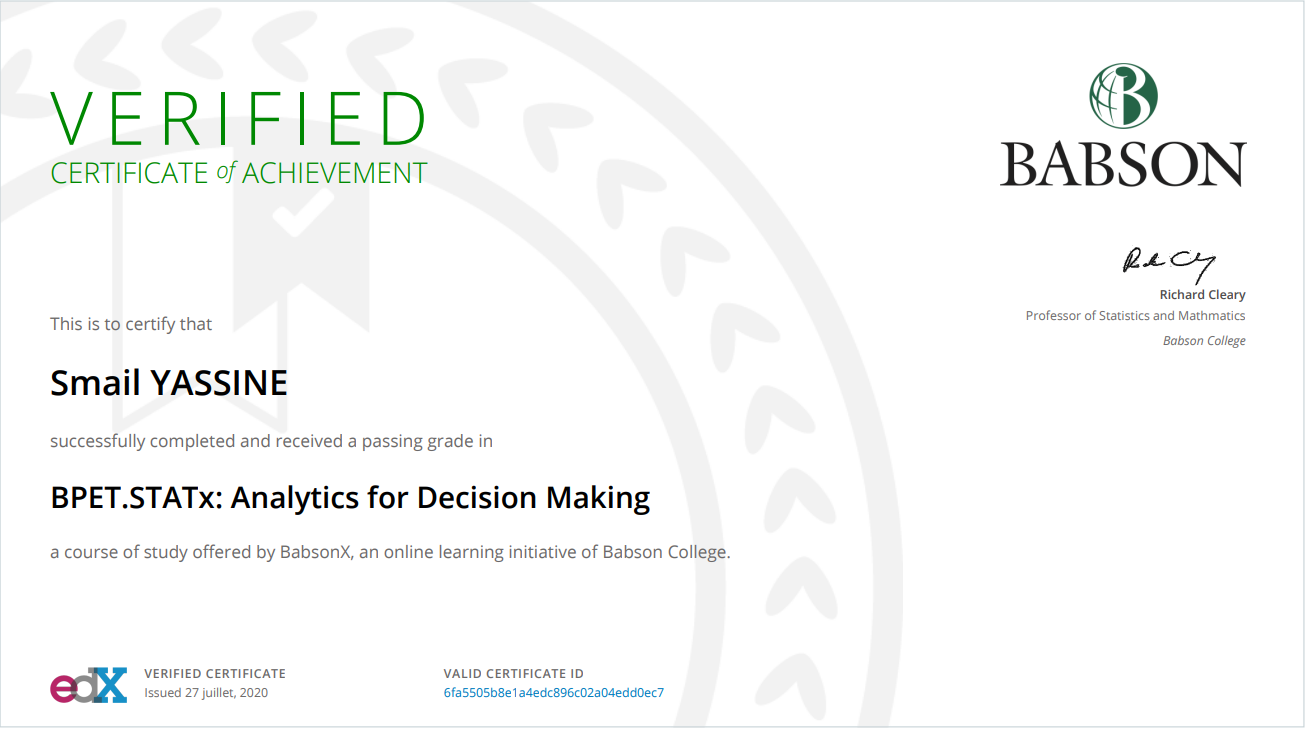 VERIFIED
CERTIFICATE of ACHIEVEMENT
BABSON
Richard Cleary
Professor of Statistics and Mathmatics
Babson College
This is to certify that
Smail YASSINE
successfully completed and received a passing grade in
BPET.STATx: Analytics for Decision Making
a course of study offered by BabsonX, an online learning initiative of Babson College.
edX
VERIFIED CERTIFICATE
Issued 27 juillet, 2020
VALID CERTIFICATE ID
6fa5505b8e1a4edc896c02a04edd0ec7